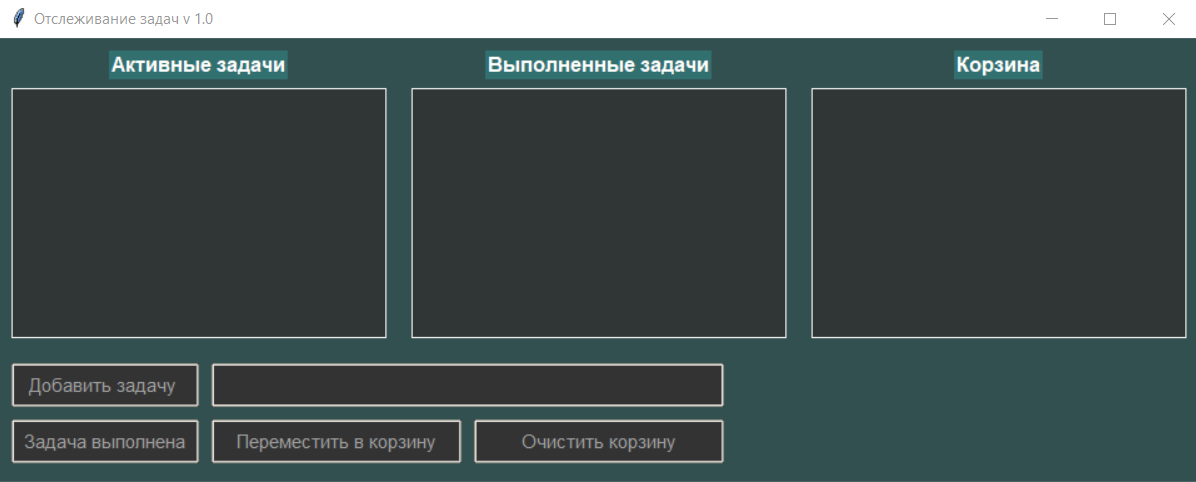 Отслеживание задач v 1.0
Активные задачи
Выполненные задачи
Корзина
Добавить задачу
Задача выполнена
Переместить в корзину
Очистить корзину